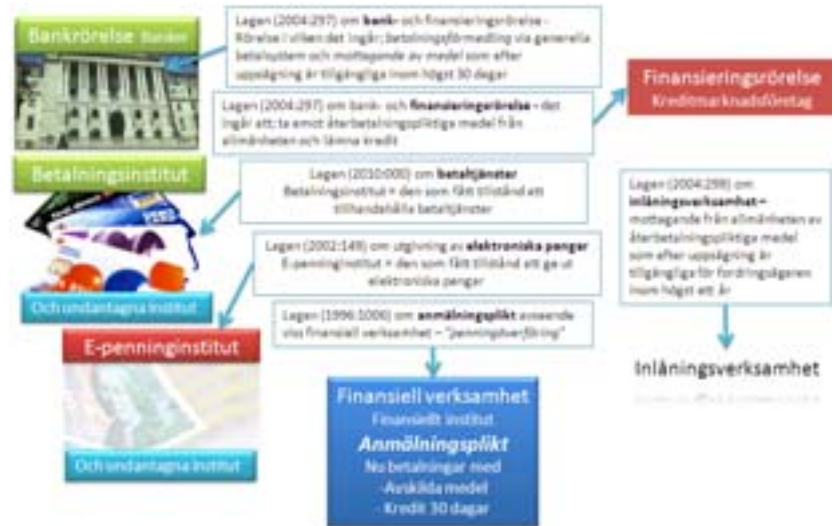 Bankrörelse Banker
Lagen (2004:297) om bank- och finansieringsrörelse -
Rörelse i vilken det ingår; betalningsförmedling via generella
betalsystem och mottagande av medel som efter
uppsägning är tillgängliga inom högst 30 dagar
Lagen (2004:297) om bank- och finansieringsrörelse - det
ingår att; ta emot återbetalningspliktiga medel från
allmänheten och lämna kredit
Finansieringsrörelse
Kreditmarknadsföretag
Betalningsinstitut
Lagen (2010:000) om betaltjänster
Betalningsinstitut = den som fått tillstånd att
tillhandahålla betaltjänster
Och undantagna institut
Lagen (2002:149) om utgivning av elektroniska pengar
E-penninginstitut = den som fått tillstånd att ge ut
elektroniska pengar
Lagen (2004:299) om
inlåningsverksamhet –
mottagande från allmänheten av
återbetalningspliktiga medel
som efter uppsägning är
tillgängliga för fordringsägaren
inom högst ett år
Lagen (1996:1006) om anmälningsplikt avseende
viss finansiell verksamhet – "penningöverföring"
E-penninginstitut
Och undantagna institut
Finansiell verksamhet
Finansiellt institut
Anmälningsplikt
Nu betalningar med
-Avskilda medel
- Kredit 30 dagar
Inlåningsverksamhet